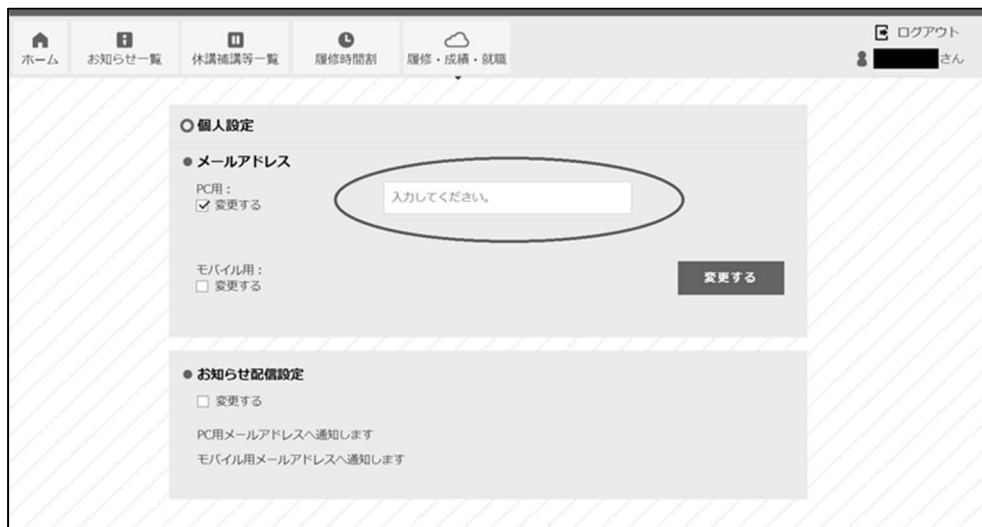 ログアウト
ホーム お知らせ一覧 休講補講等一覧 履修時間割 履修・成績・就職
さん
個人設定
メールアドレス
PC用：
変更する
入力してください。
モバイル用：
変更する
変更する
お知らせ配信設定
変更する
PC用メールアドレスへ通知します
モバイル用メールアドレスへ通知します